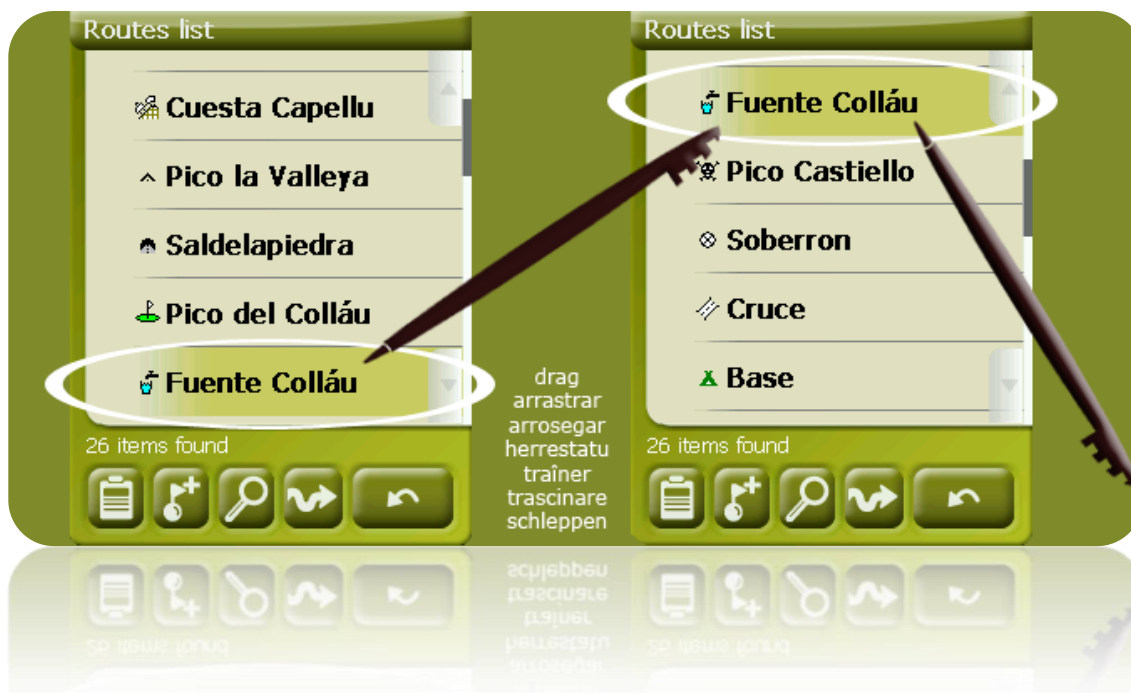 Routes list
Cuesta Capellu
Pico la Valleya
Saldelapiedra
Pico del Colláu
Fuente Colláu
26 items found
drag
arrastrar
arrosegar
herrestatu
traîner
trascinare
schleppen
Routes list
Fuente Colláu
Pico Castiello
Soberron
Cruce
Base
26 items found